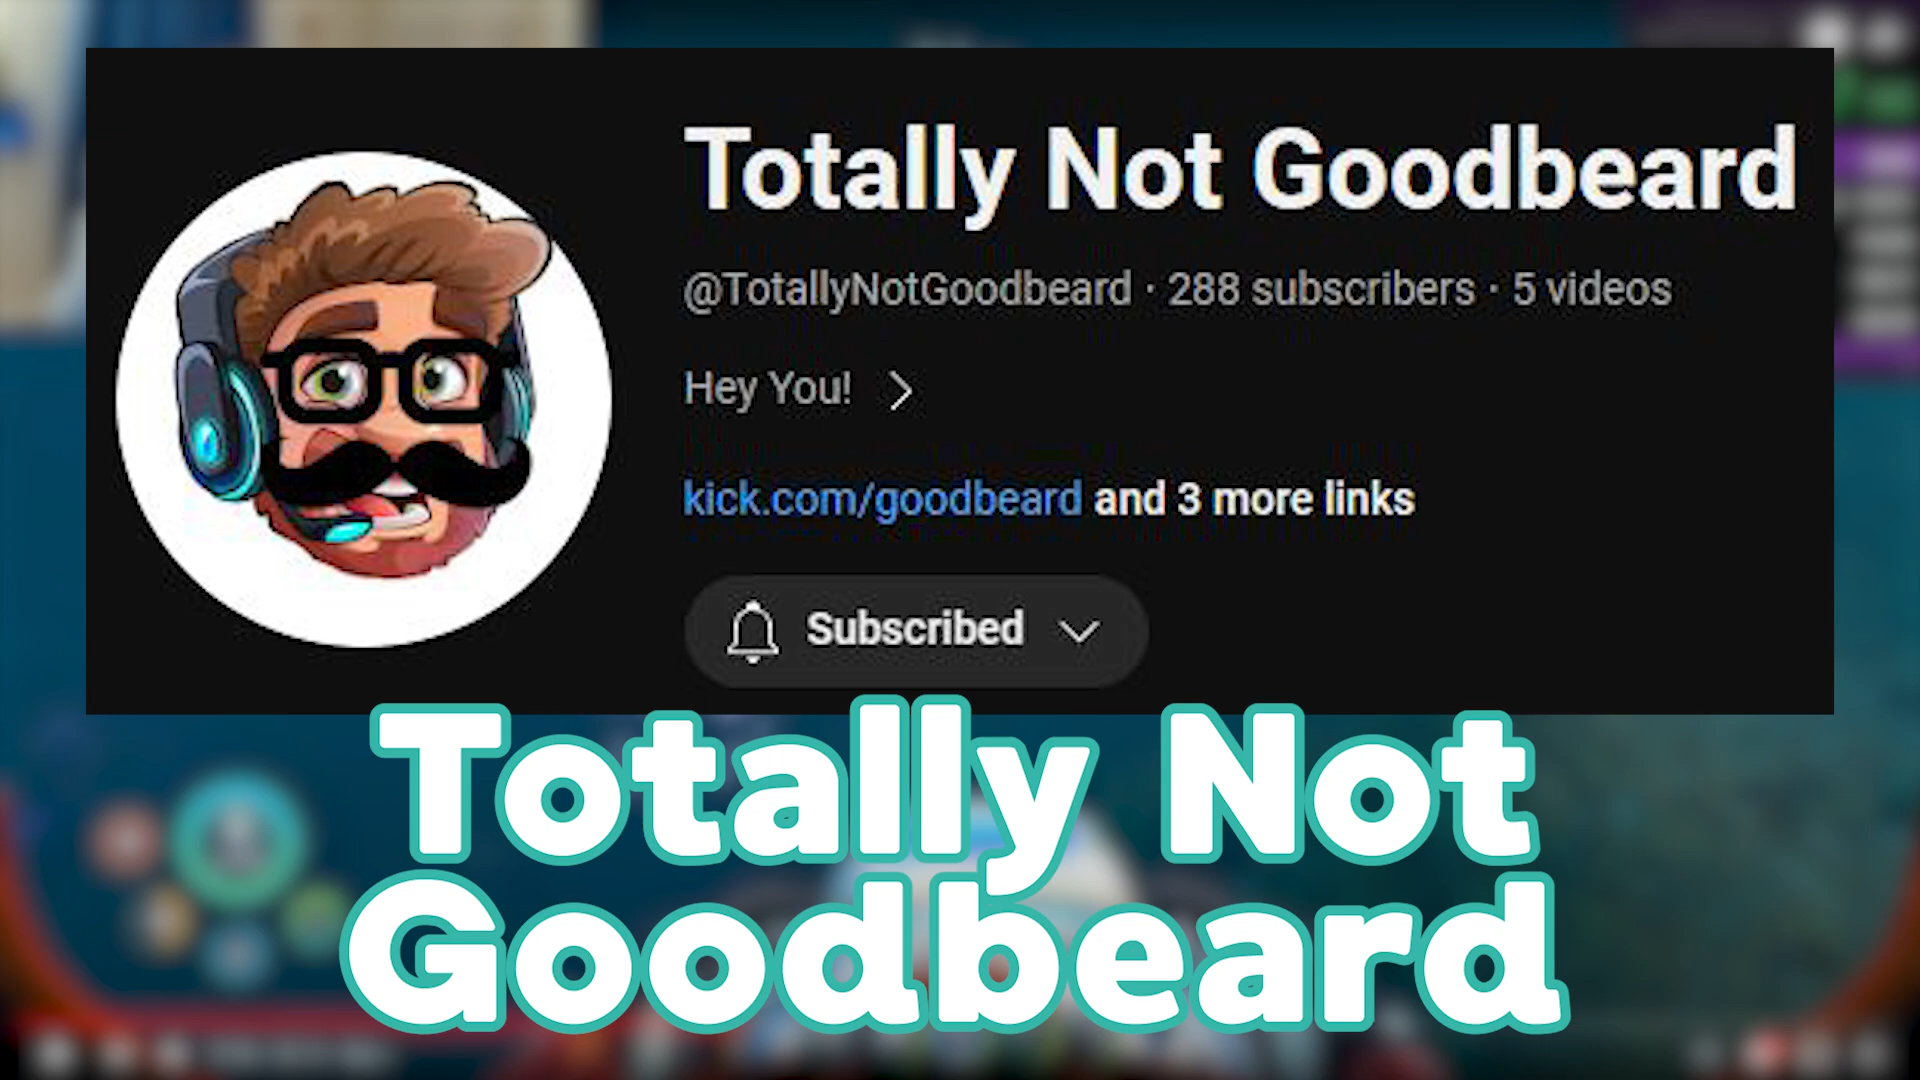 Totally Not Goodbeard
@TotallyNotGoodbeard · 288 subscribers · 5 videos
Hey You!
kick.com/goodbeard and 3 more links
Subscribed
Totally Not
Goodbeard